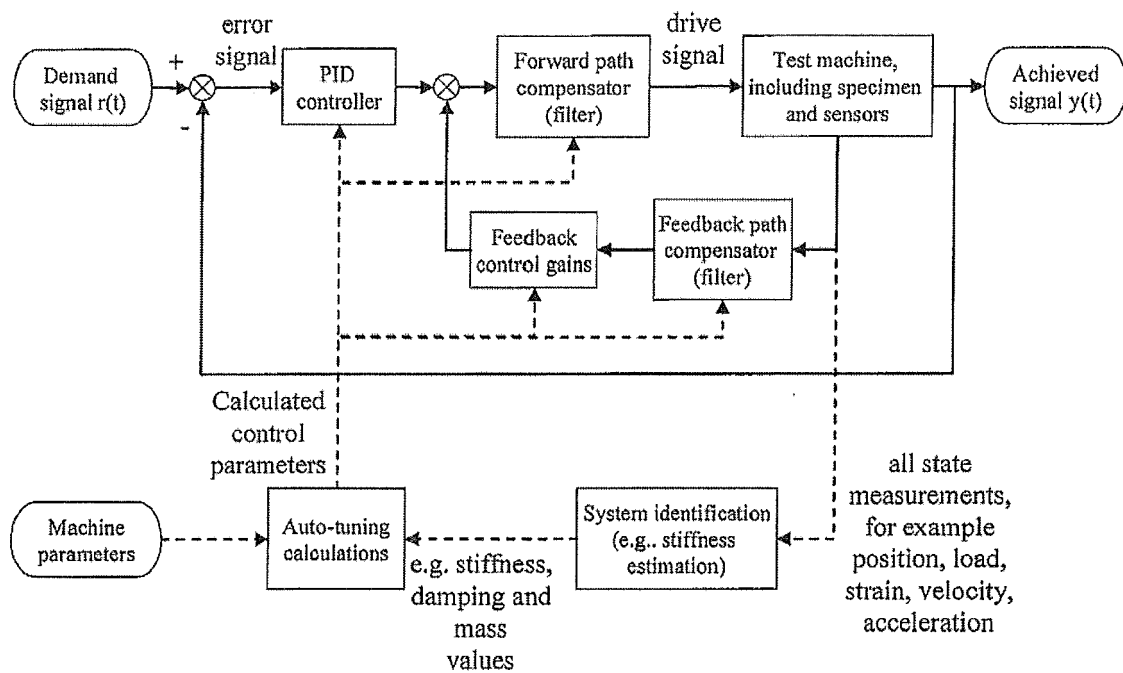 error
signal
drive
signal
Demand
signal r(t)
+
-
PID
controller
Forward path
compensator
(filter)
Test machine,
including specimen
and sensors
Achieved
signal y(t)
Feedback
control gains
Feedback path
compensator
(filter)
Calculated
control
parameters
all state
measurements,
for example
position, load,
strain, velocity,
acceleration
Machine
parameters
Auto-tuning
calculations
System identification
(e.g.. stiffness
estimation)
e.g. stiffness,
damping and
mass
values